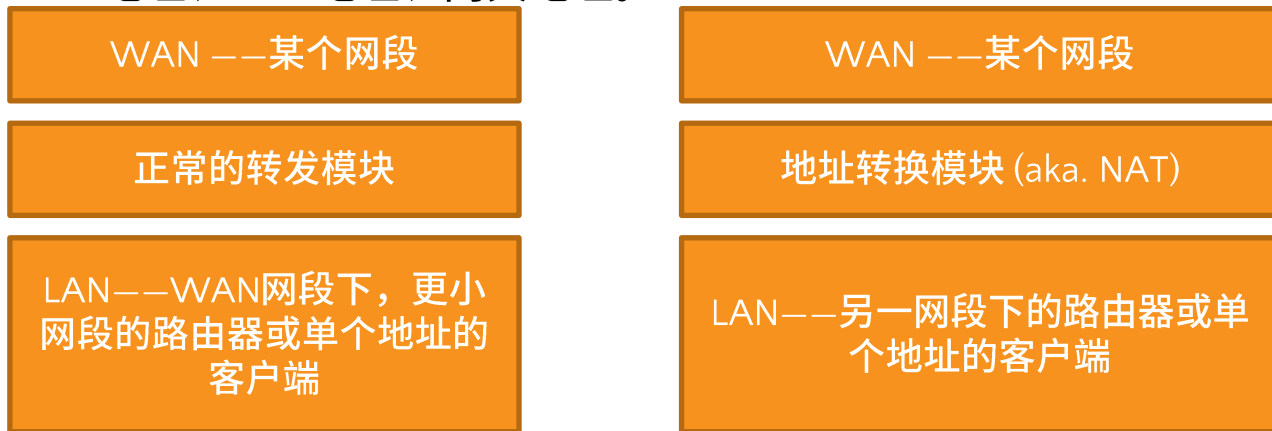 WAN ——某个网段
正常的转发模块
LAN——WAN网段下，更小
网段的路由器或单个地址的
客户端
WAN ——某个网段
地址转换模块 (aka. NAT)
LAN——另一网段下的路由器或单
个地址的客户端